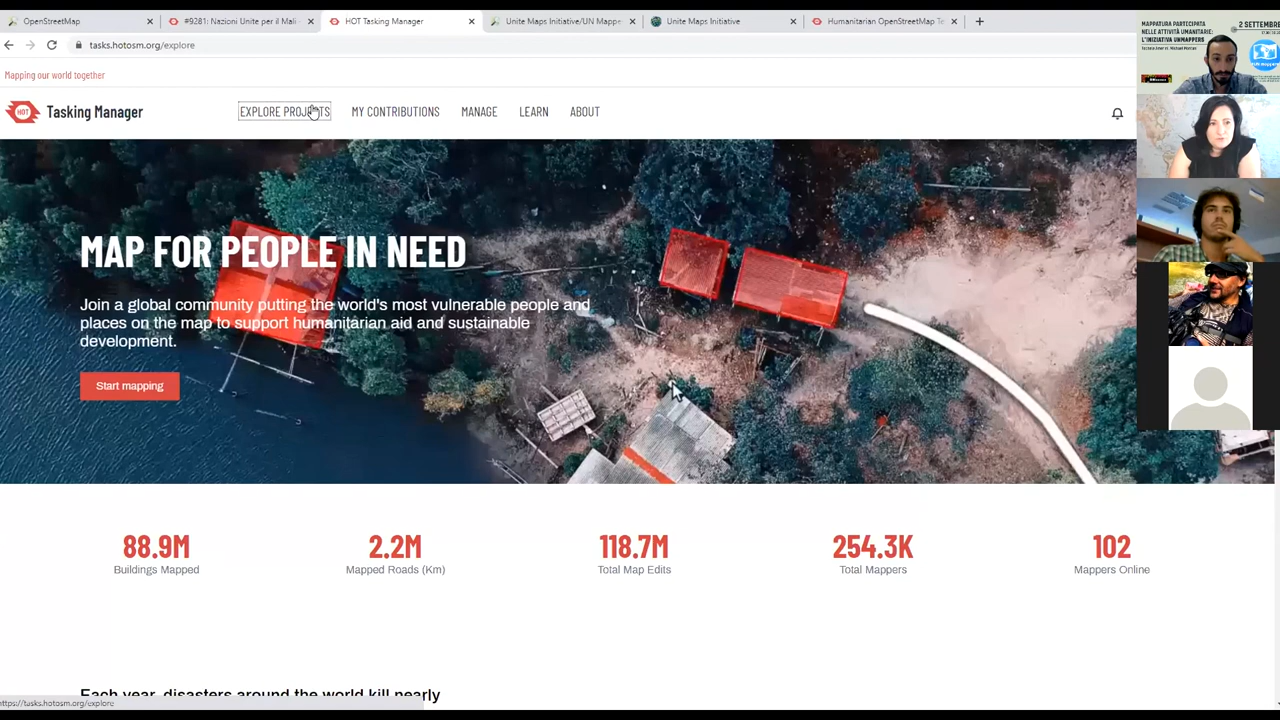 OpenStreetMap
#9281: Nazioni Unite per il Mali
HOT Tasking Manager
Unite Maps Initiative/UN Mappe
Unite Maps Initiative
Humanitarian OpenStreetMap Te
tasks.hotosm.org/explore
Mapping our world together
HOT
Tasking Manager
EXPLORE PROJECTS
MY CONTRIBUTIONS
MANAGE
LEARN
ABOUT
MAP FOR PEOPLE IN NEED
Join a global community putting the world's most vulnerable people and
places on the map to support humanitarian aid and sustainable
development.
Start mapping
88.9M
Buildings Mapped
2.2M
Mapped Roads (Km)
118.7M
Total Map Edits
254.3K
Total Mappers
102
Mappers Online
Each year, disasters around the world kill nearly
https://tasks.hotosm.org/explore
MAPPATURA PARTECIPATA
NELLE ATTIVITÀ UMANITARIE:
L'INIZIATIVA UNMAPPERS
2 SETTEMBRE